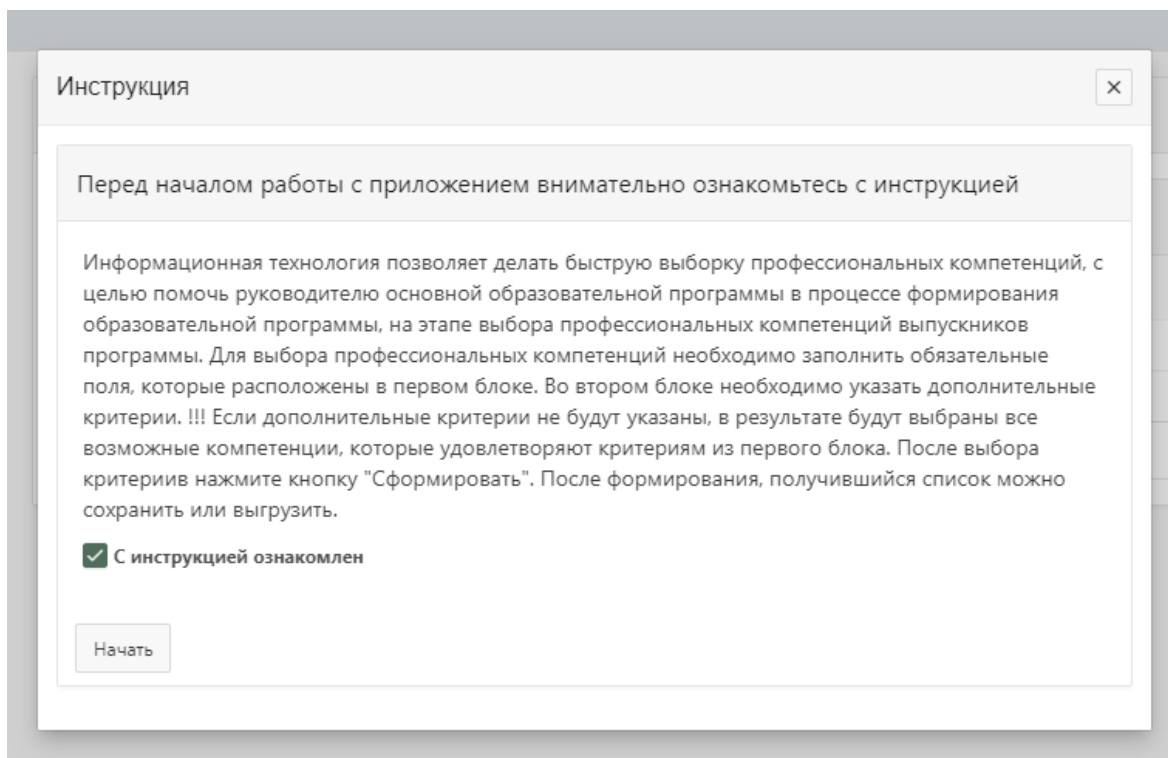 Инструкция
Перед началом работы с приложением внимательно ознакомьтесь с инструкцией
Информационная технология позволяет делать быструю выборку профессиональных компетенций, с
целью помочь руководителю основной образовательной программы в процессе формирования
образовательной программы, на этапе выбора профессиональных компетенций выпускников
программы. Для выбора профессиональных компетенций необходимо заполнить обязательные
поля, которые расположены в первом блоке. Во втором блоке необходимо указать дополнительные
критерии. !!! Если дополнительные критерии не будут указаны, в результате будут выбраны все
возможные компетенции, которые удовлетворяют критериям из первого блока. После выбора
критериив нажмите кнопку "Сформировать". После формирования, получившийся список можно
сохранить или выгрузить.
С инструкцией ознакомлен
Начать